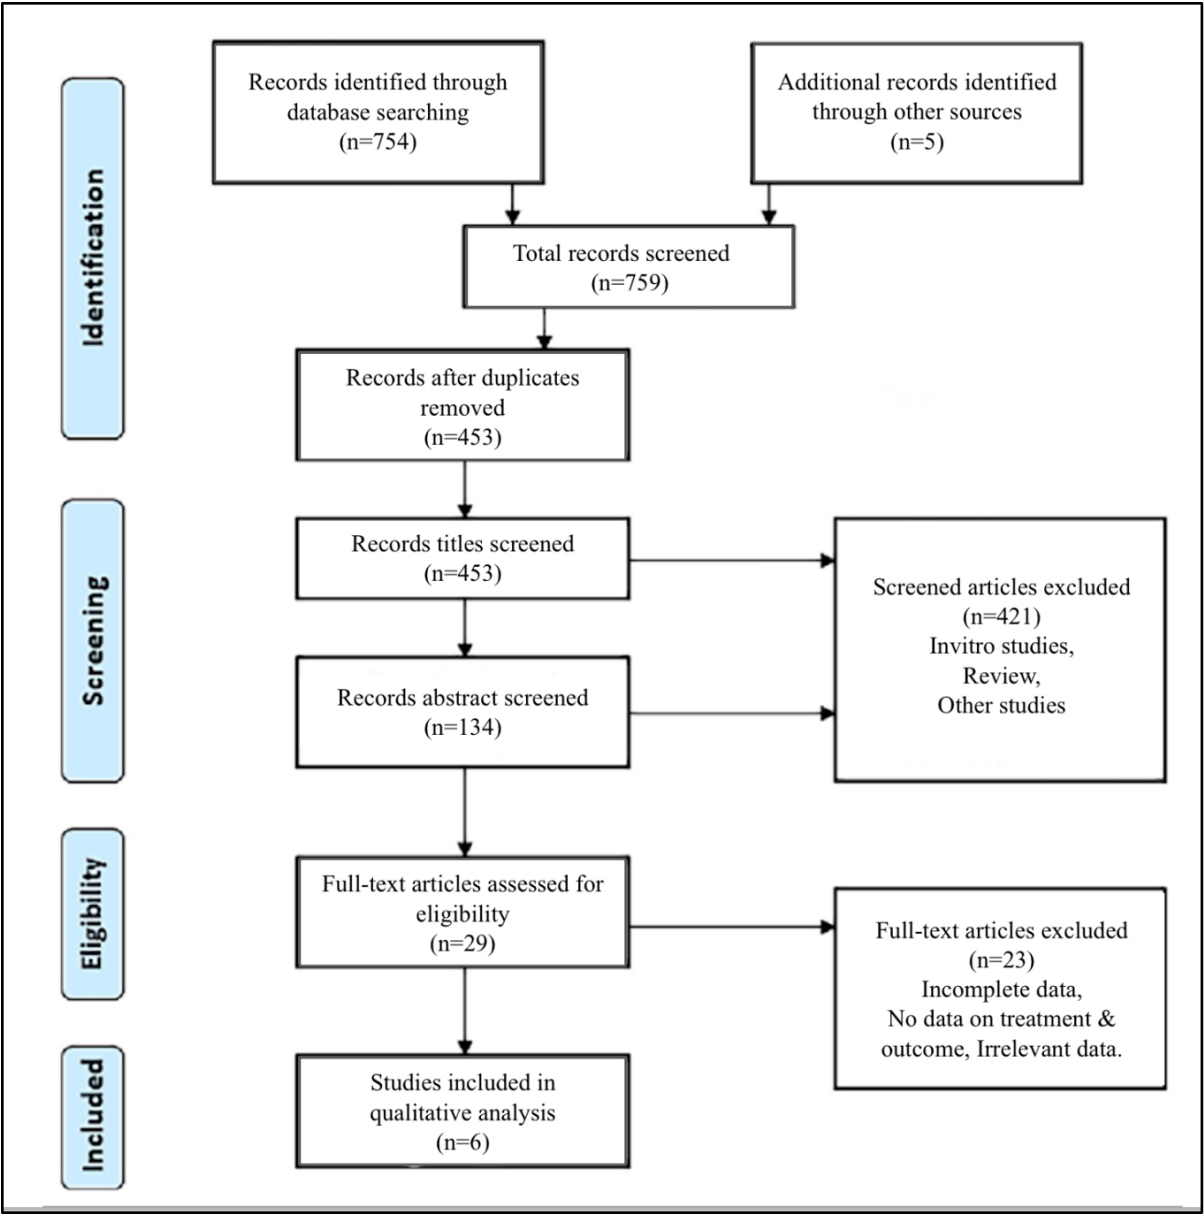 Identification
Records identified through
database searching
(n=754)
Additional records identified
through other sources
(n=5)
Total records screened
(n=759)
Records after duplicates
removed
(n=453)
Screening
Records titles screened
(n=453)
Records abstract screened
(n=134)
Screened articles excluded
(n=421)
Invitro studies,
Review,
Other studies
Eligibility
Full-text articles assessed for
eligibility
(n=29)
Full-text articles excluded
(n=23)
Incomplete data,
No data on treatment &
outcome, Irrelevant data.
Included
Studies included in
qualitative analysis
(n=6)